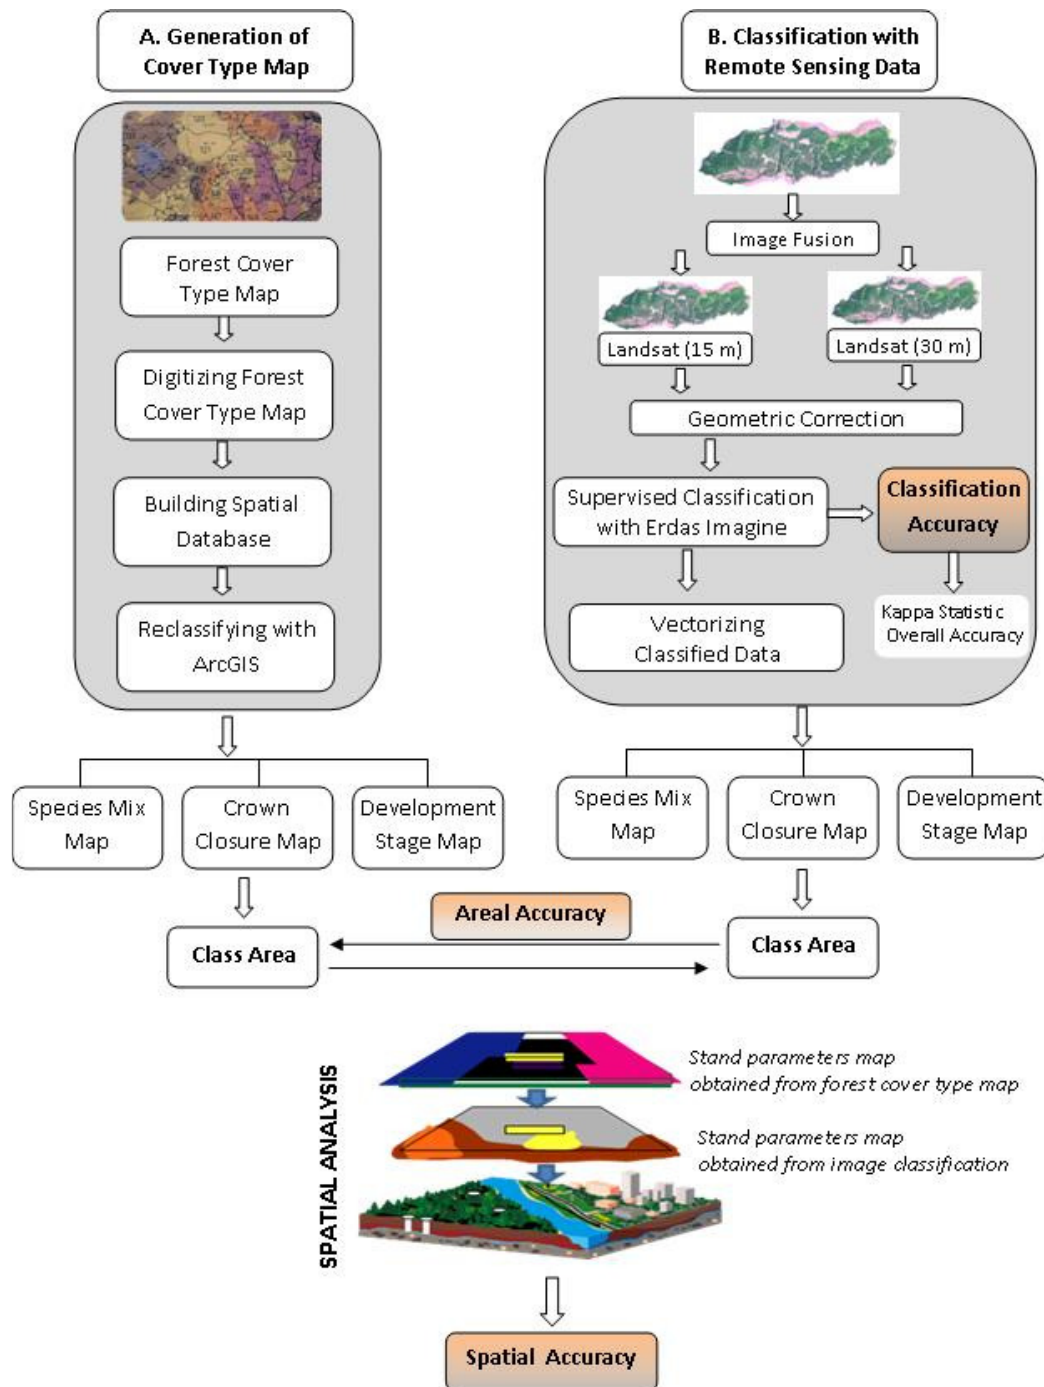 A. Generation of
Cover Type Map
Forest Cover
Type Map
Digitizing Forest
Cover Type Map
Building Spatial
Database
Reclassifying with
ArcGIS
Species Mix
Map
Crown
Closure Map
Development
Stage Map
Class Area
B. Classification with
Remote Sensing Data
Image Fusion
Landsat (15 m)
Landsat (30 m)
Geometric Correction
Supervised Classification
with Erdas Imagine
Classification
Accuracy
Kappa Statistic
Overall Accuracy
Vectorizing
Classified Data
Species Mix
Map
Crown
Closure Map
Development
Stage Map
Class Area
Areal Accuracy
SPATIAL ANALYSIS
Stand parameters map
obtained from forest cover type map
Stand parameters map
obtained from image classification
Spatial Accuracy